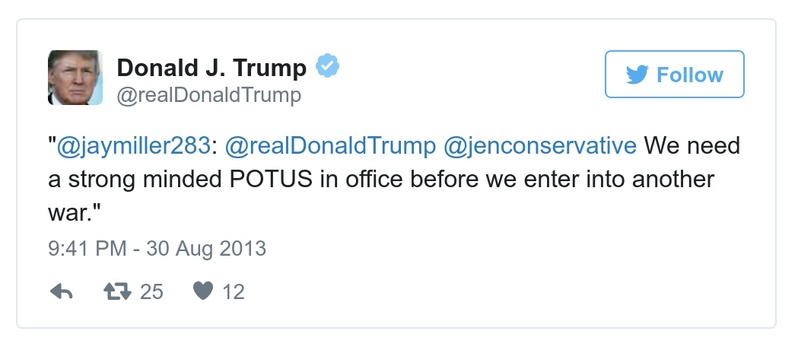 Donald J. Trump
@realDonaldTrump
Follow
"@jaymiller283: @realDonaldTrump @jenconservative We need
a strong minded POTUS in office before we enter into another
war."
9:41 PM - 30 Aug 2013
25 12